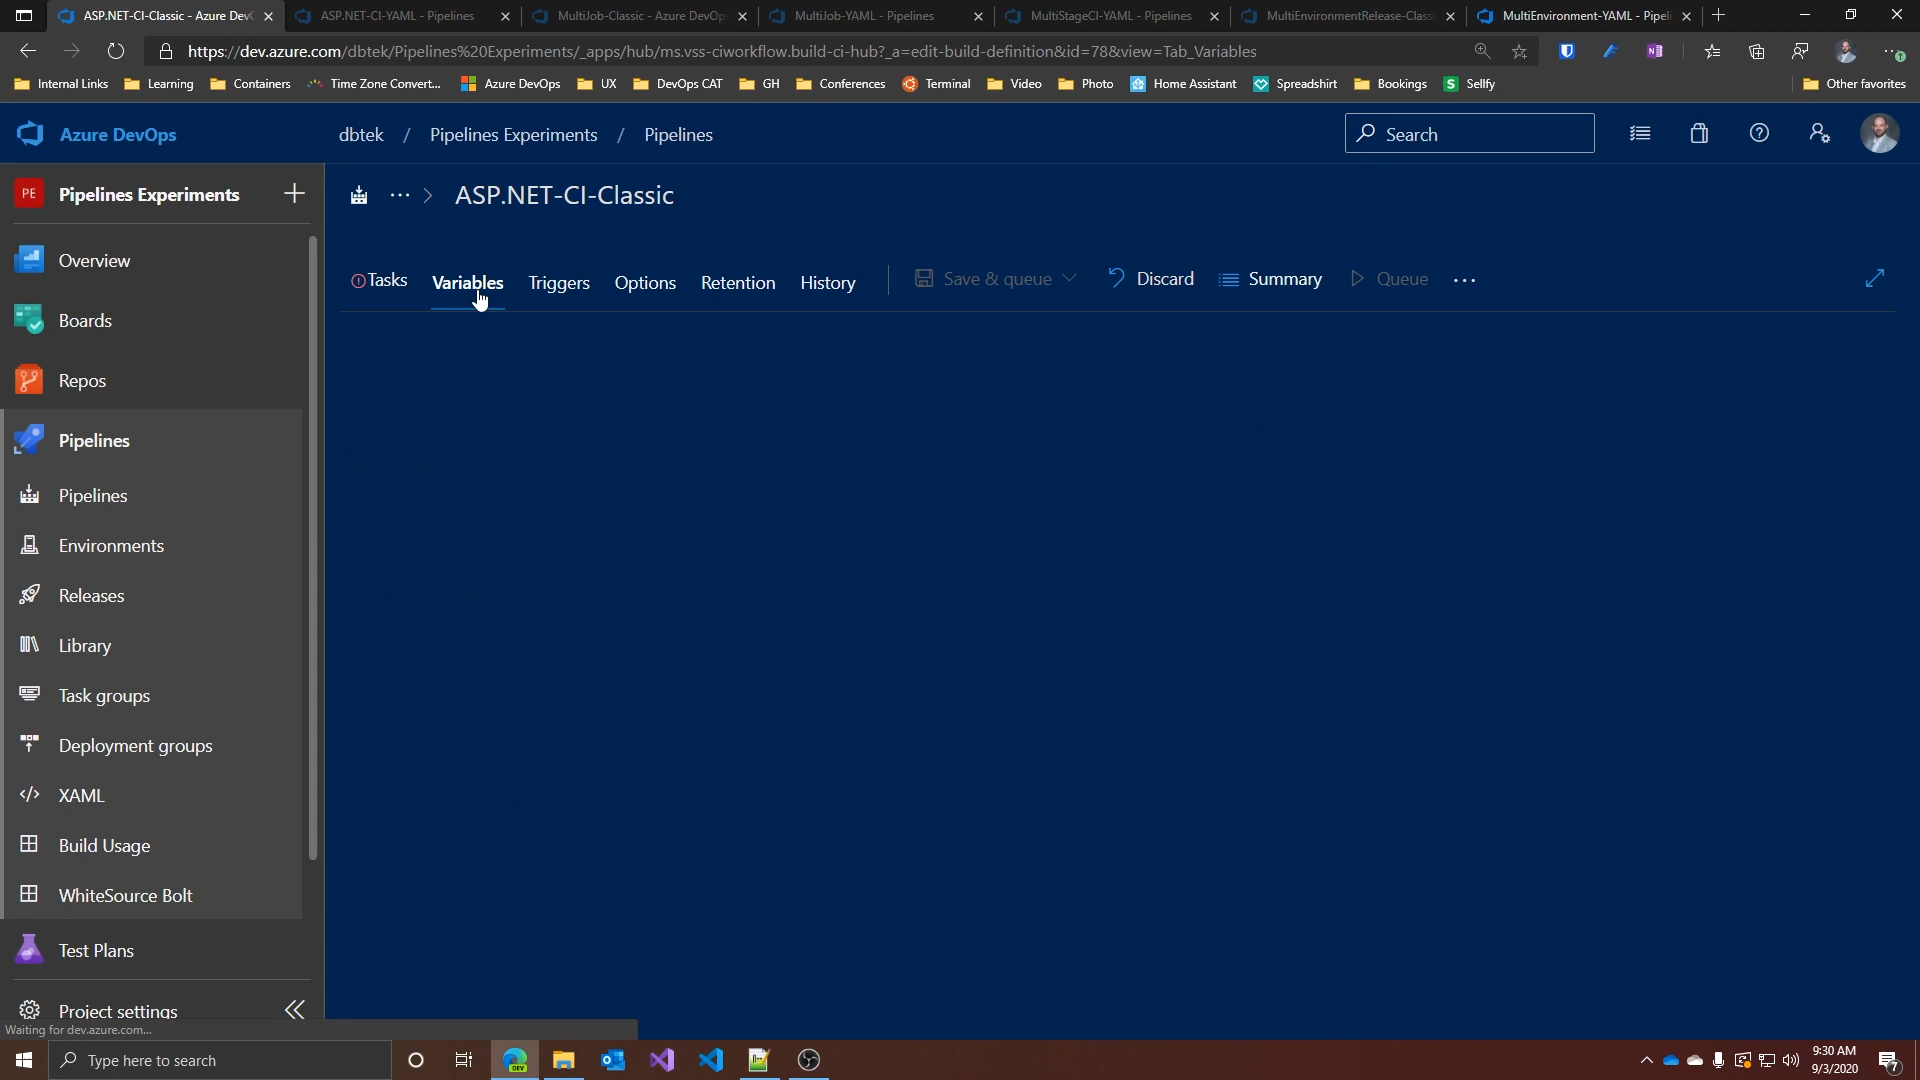 ASP.NET-CI-Classic - Azure Dev
ASP.NET-CI-YAML - Pipelines
MultiJob-Classic - Azure DevOp
MultiJob-YAML - Pipelines
MultiStageCI-YAML - Pipelines
MultiEnvironmentRelease-Class
MultiEnvironment-YAML - Pipeli
https://dev.azure.com/dbtek/Pipelines%20Experiments/_apps/hub/ms.vss-ciworkflow.build-ci-hub?_a=edit-build-definition&id=78&view=Tab_Variables
Internal Links
Learning
Containers
Time Zone Convert...
Azure DevOps
UX
DevOps CAT
GH
Conferences
Terminal
Video
Photo
Home Assistant
Spreadshirt
Bookings
S
Sellfy
Other favorites
Azure DevOps
dbtek / Pipelines Experiments / Pipelines
Search
PE
Pipelines Experiments
ASP.NET-CI-Classic
Tasks
Variables
Triggers
Options
Retention
History
Save & queue
Discard
Summary
Queue
Overview
Boards
Repos
Pipelines
Pipelines
Environments
Releases
Library
Task groups
Deployment groups
XAML
Build Usage
WhiteSource Bolt
Test Plans
Project settings
Waiting for dev.azure.com...
Type here to search
DEV
9:30 AM
9/3/2020
7